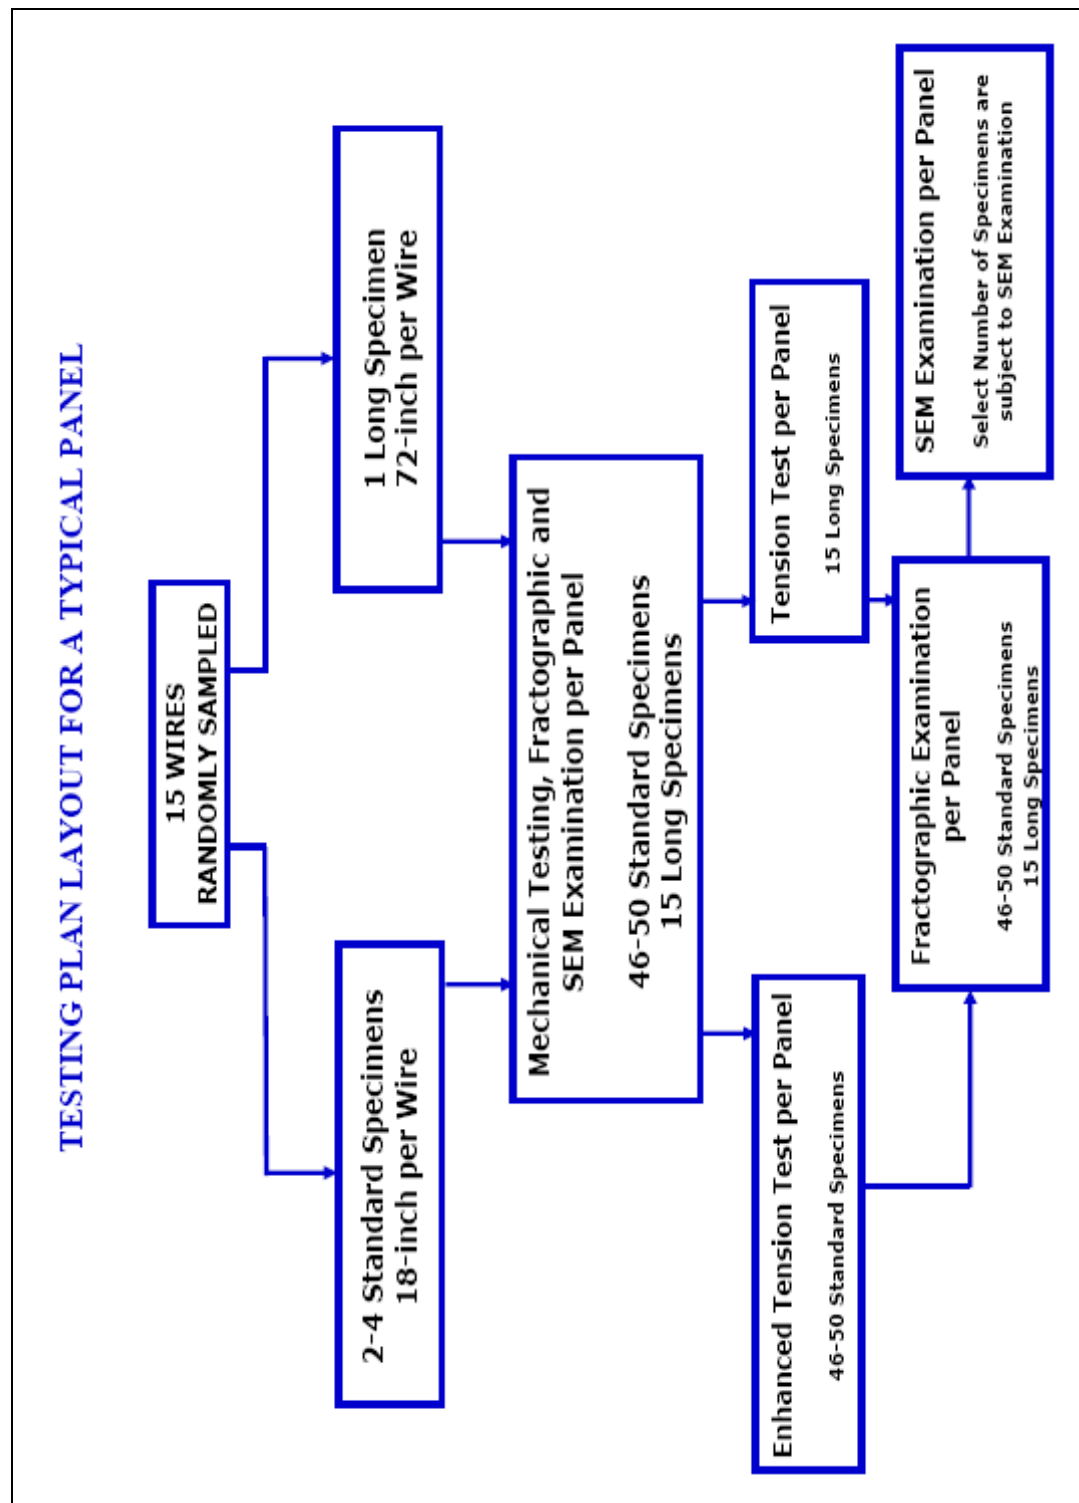 TESTING PLAN LAYOUT FOR A TYPICAL PANEL
15 WIRES
RANDOMLY SAMPLED
2-4 Standard Specimens
18-inch per Wire
1 Long Specimen
72-inch per Wire
Mechanical Testing, Fractographic and
SEM Examination per Panel
46-50 Standard Specimens
15 Long Specimens
Enhanced Tension Test per Panel
46-50 Standard Specimens
Tension Test per Panel
15 Long Specimens
Fractographic Examination
per Panel
46-50 Standard Specimens
15 Long Specimens
SEM Examination per Panel
Select Number of Specimens are
subject to SEM Examination